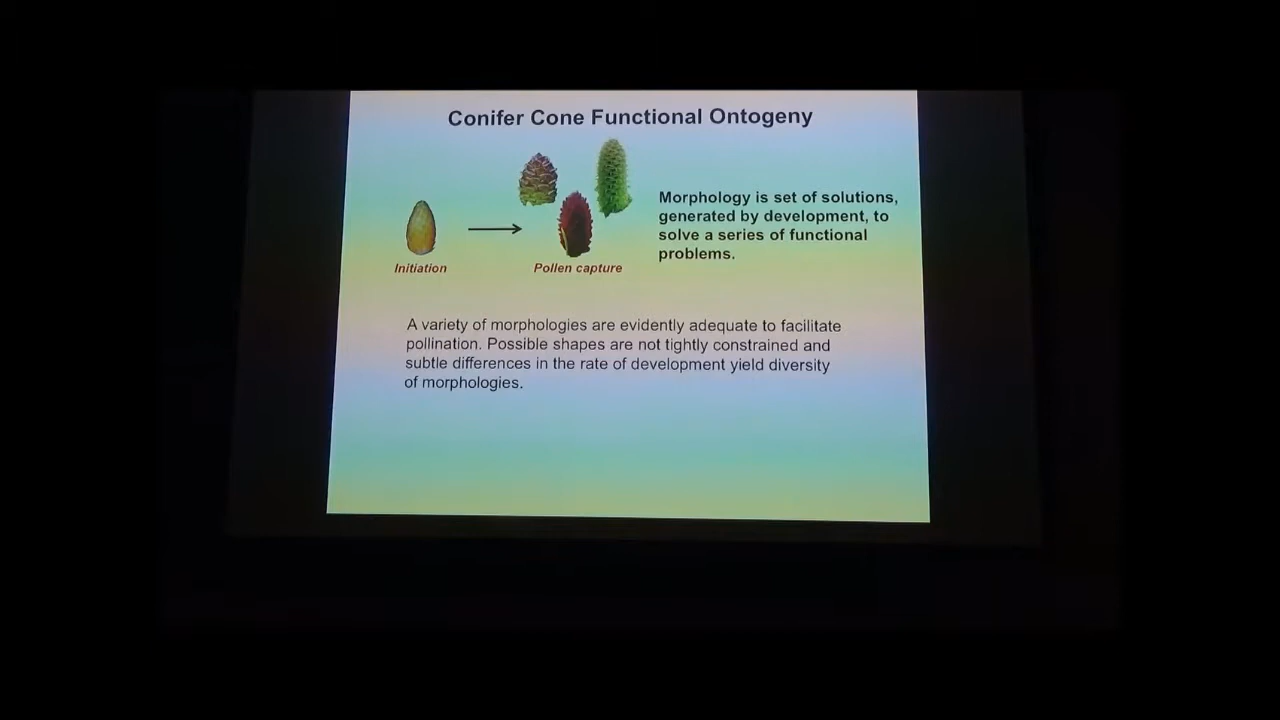 Conifer Cone Functional Ontogeny
Morphology is set of solutions,
generated by development, to
solve a series of functional
problems.
Initiation
Pollen capture
A variety of morphologies are evidently adequate to facilitate
pollination. Possible shapes are not tightly constrained and
subtle differences in the rate of development yield diversity
of morphologies.